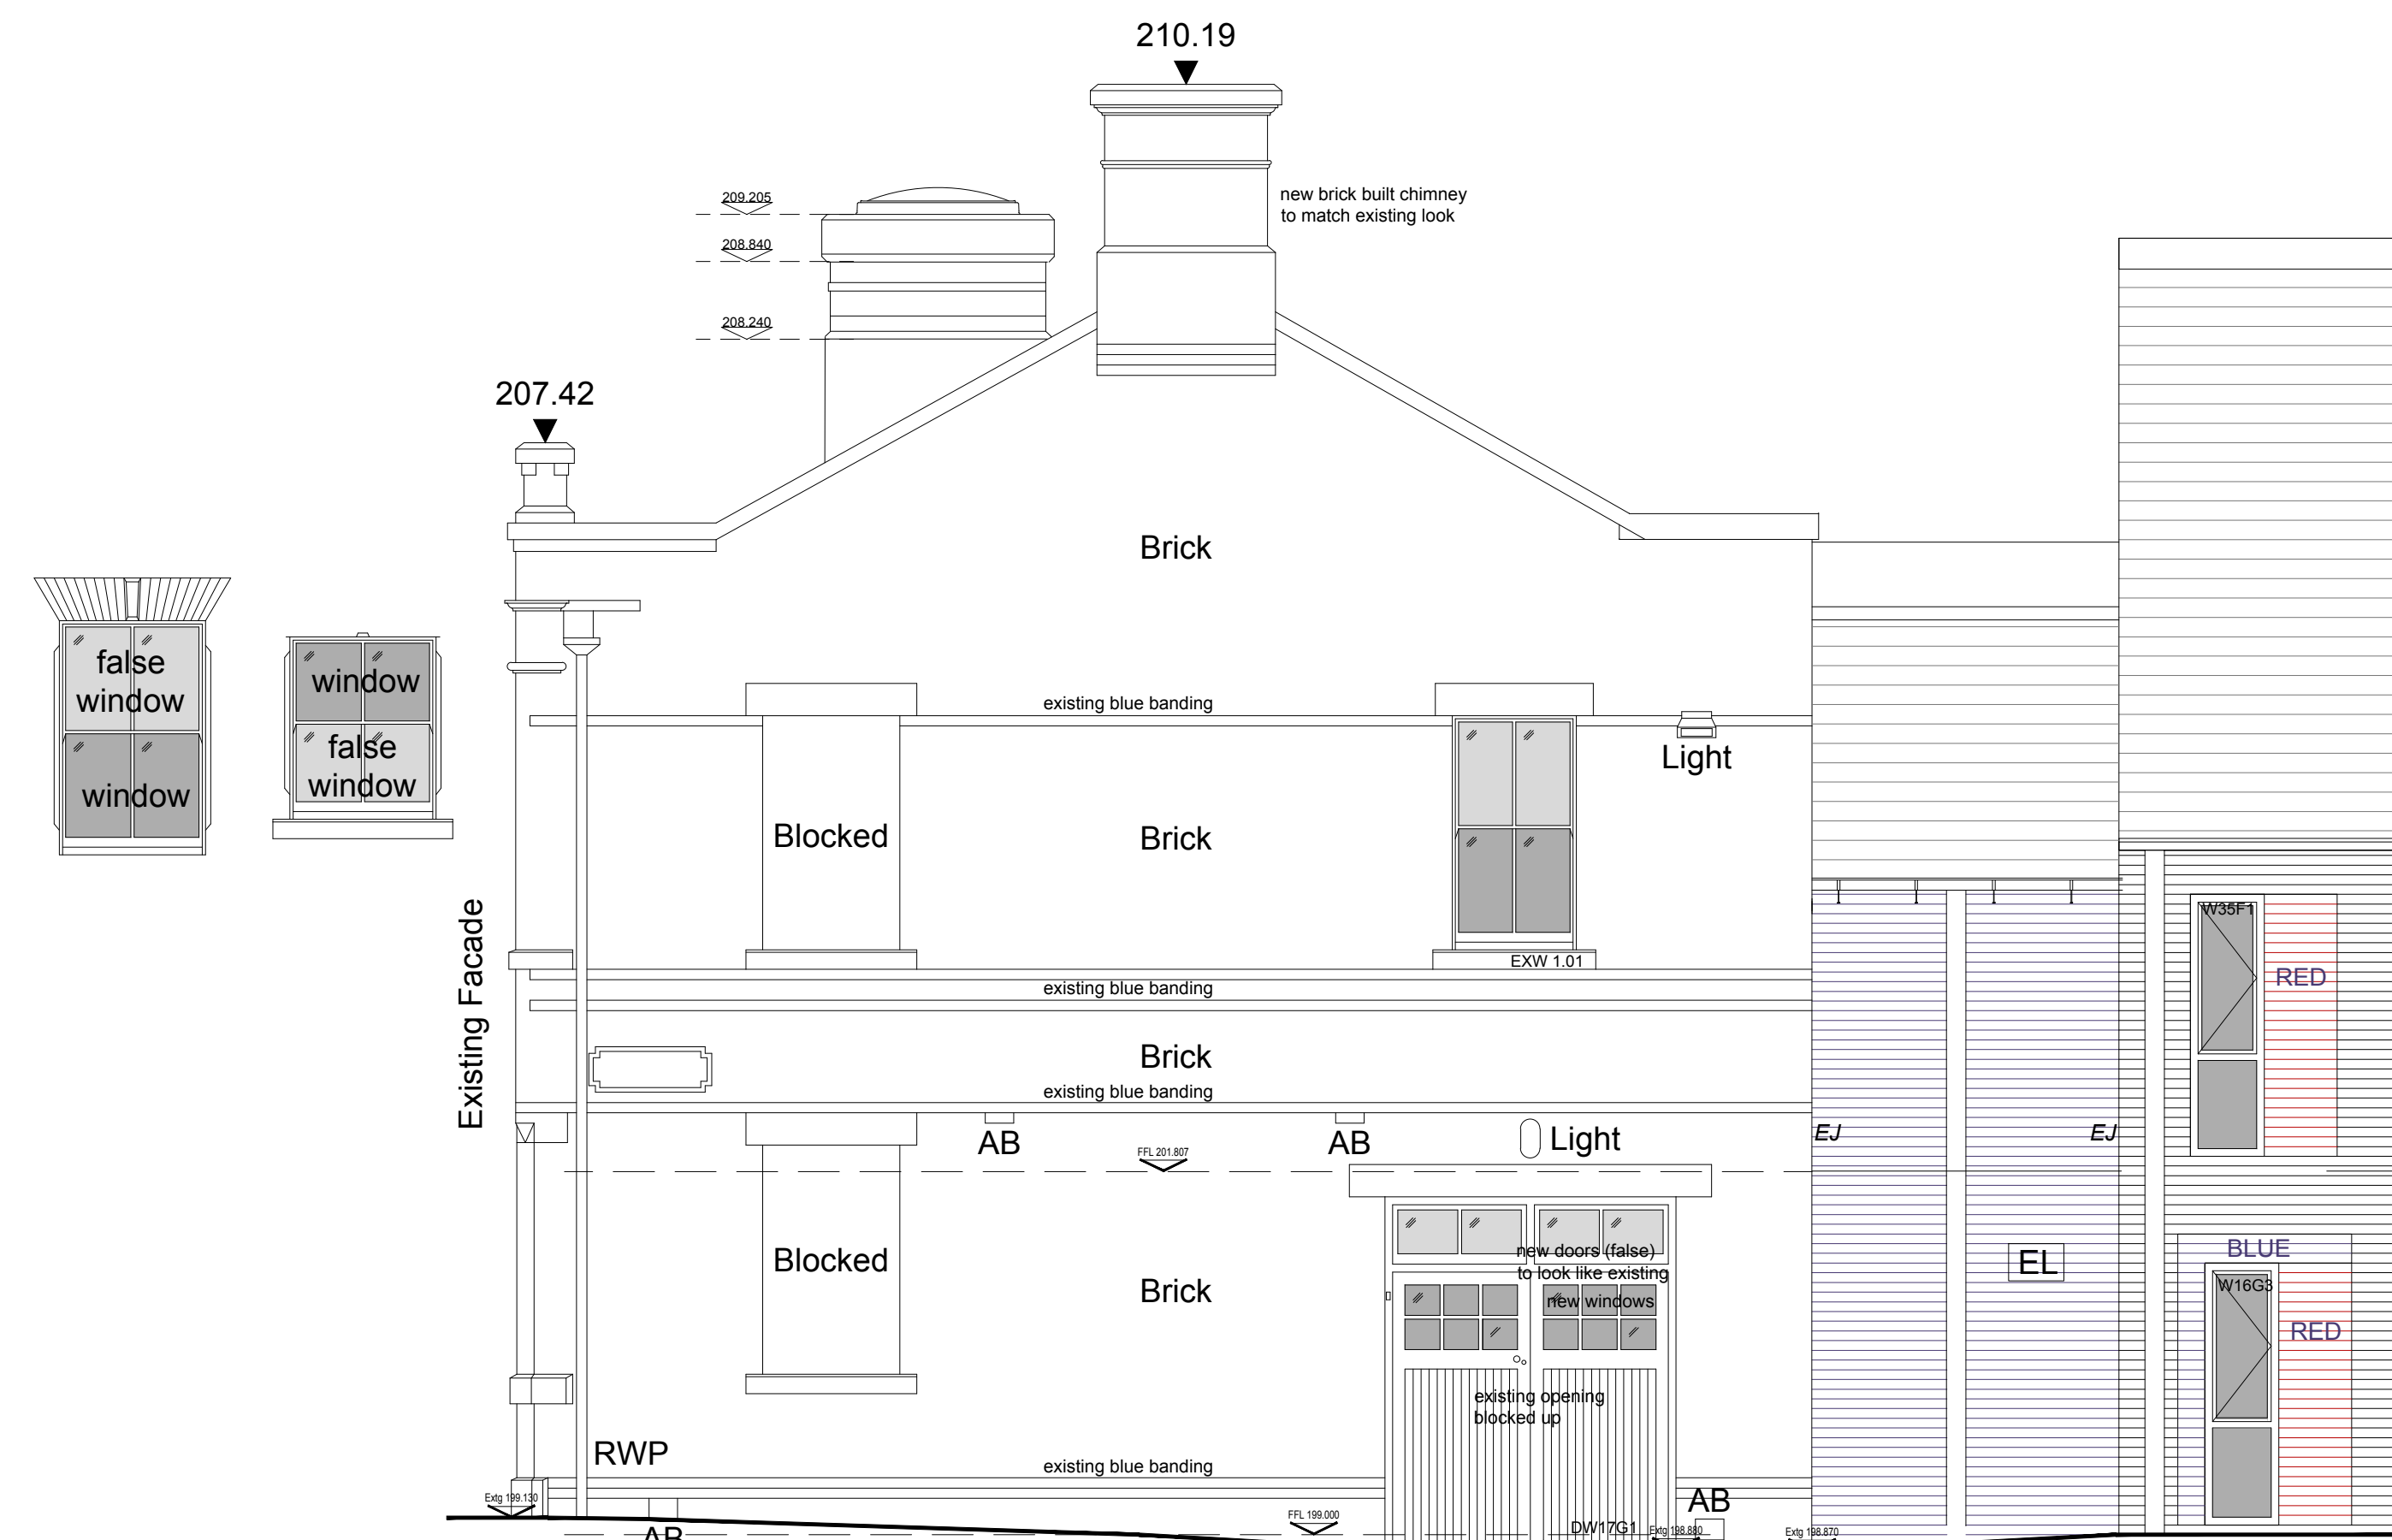 210.19
209.205
new brick built chimney
to match existing look
208.840
208.240
207.42
Brick
false
window
window
window
false
window
existing blue banding
Light
Blocked
Brick
Existing Facade
W35F1
EXW 1.01
RED
existing blue banding
Brick
existing blue banding
AB
AB
Light
EJ
EJ
FFL 201.807
Blocked
new doors (false)
to look like existing
new windows
Brick
EL
BLUE
W16G3
RED
existing opening
blocked up
RWP
existing blue banding
Extg 199.130
AB
FFL 199.000
AB
DW17G1
Extg 198.880
Extg 198.870